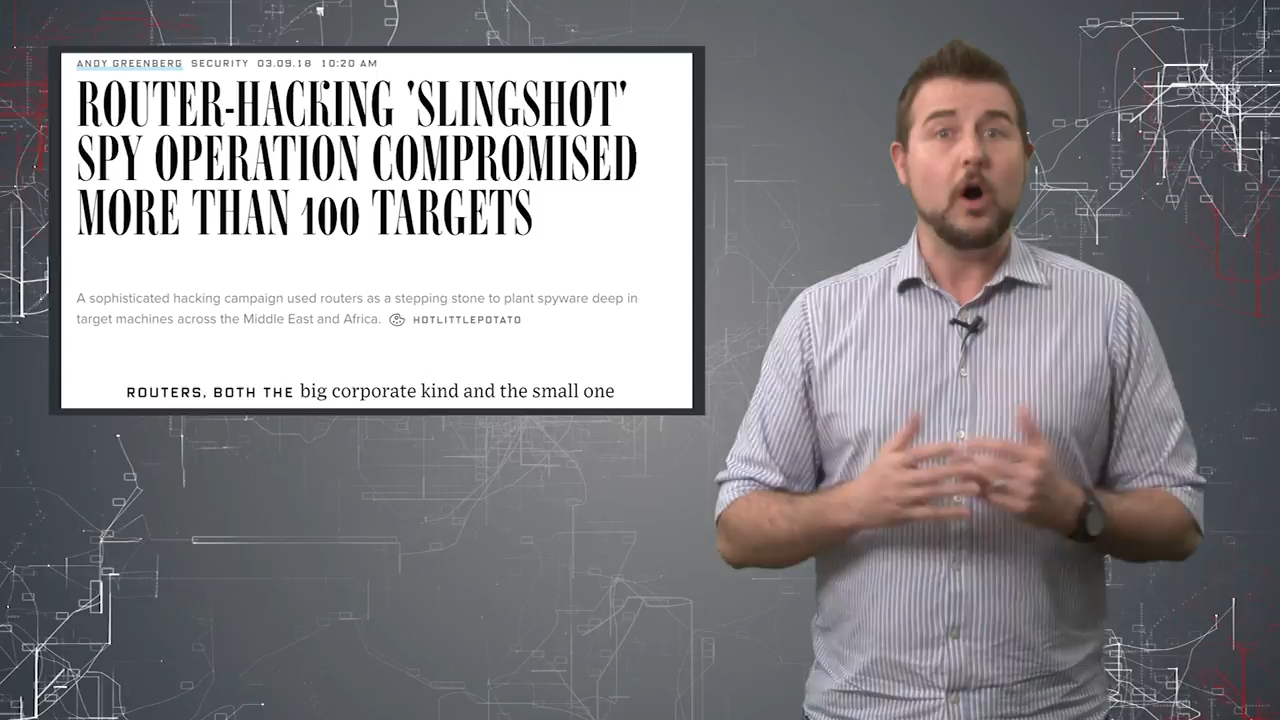 ANDY GREENBERG SECURITY 03.09.18 10:20 AM
ROUTER-HACKING 'SLINGSHOT'
SPY OPERATION COMPROMISED
MORE THAN 100 TARGETS
A sophisticated hacking campaign used routers as a stepping stone to plant spyware deep in
target machines across the Middle East and Africa. HOTLITTLEPOTATO
ROUTERS, BOTH THE big corporate kind and the small one